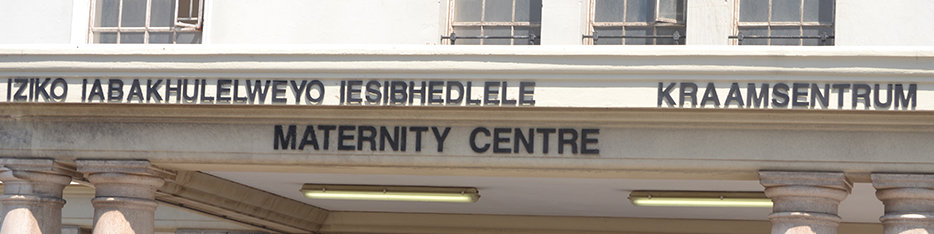 IZIKO IABAKHULELWEYO IESIBHEDLELE KRAAMSENTRUM
MATERNITY CENTRE